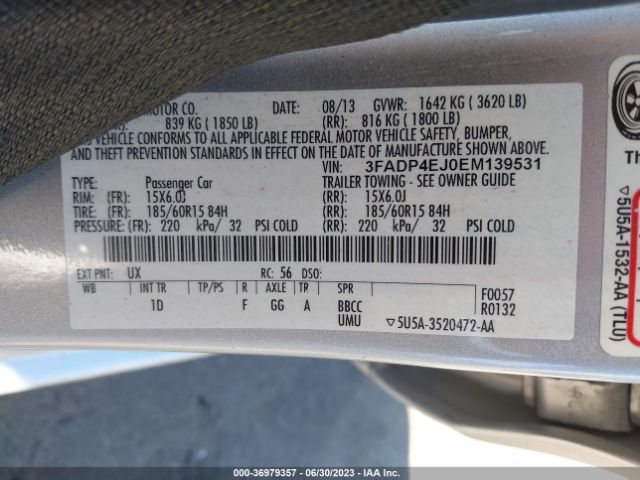 MOTOR CO. DATE: 08/13 GVWR: 1642 KG ( 3620 LB)
839 KG ( 1850 LB) (RR): 816 KG ( 1800 LB)
VEHICLE CONFORMS TO ALL APPLICABLE FEDERAL MOTOR VEHICLE SAFETY, BUMPER,
AND THEFT PREVENTION STANDARDS IN EFFECT ON THE DATE OF MANUFACTURE SHOWN ABOVE.
VIN: 3FADP4EJ0EM139531
TYPE: Passenger Car TRAILER TOWING - SEE OWNER GUIDE
RIM: (FR): 15X6.0J (RR): 15X6.0J
TIRE: (FR): 185/60R15 84H (RR): 185/60R15 84H
PRESSURE: (FR): 220 kPa/ 32 PSI COLD (RR): 220 kPa/ 32 PSI COLD
EXT PNT: UX RC: 56 DSO:
WB INT TR TP/PS R AXLE TR SPR
1D F GG A BBCC
UMU
F0057
R0132
5U5A-3520472-AA
5U5A-1532-AA (TLU)
000-36979357 - 06/30/2023 - IAA Inc.